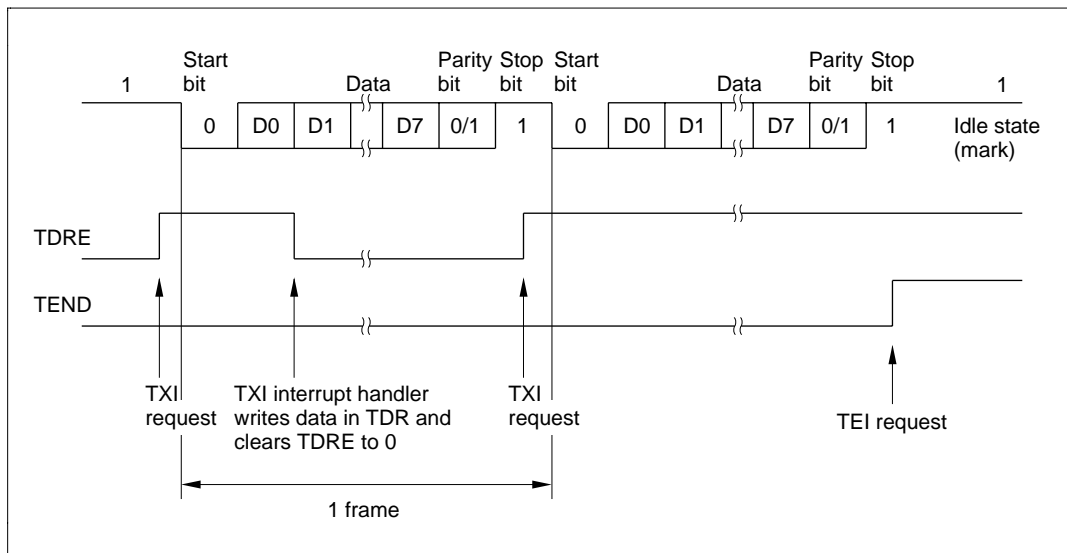 Start bit
Data
Parity bit
Stop bit
Start bit
Data
Parity bit
Stop bit
1
1
0 D0 D1 D7 0/1 1 0 D0 D1 D7 0/1 1
Idle state
(mark)
TDRE
TEND
TXI
request
TXI interrupt handler
writes data in TDR and
clears TDRE to 0
TXI
request
TEI request
1 frame